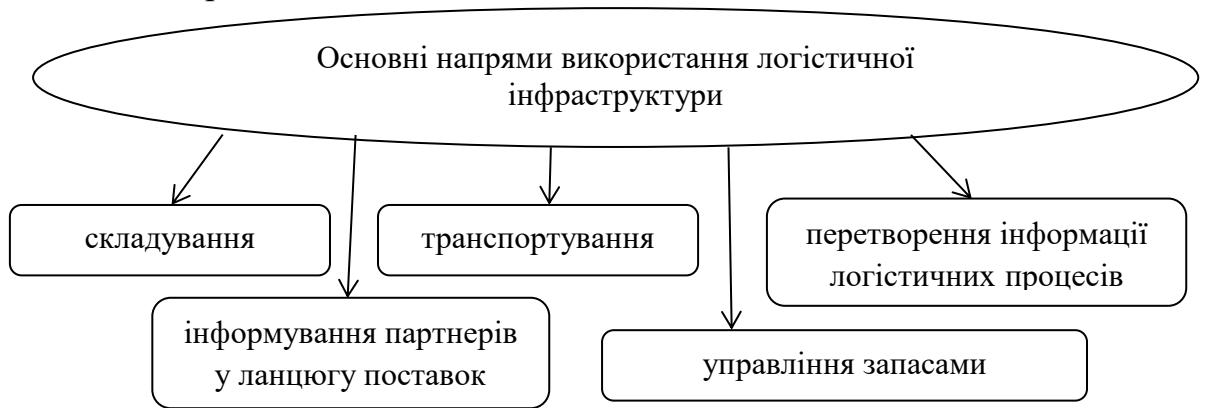 Основні напрями використання логістичної
інфраструктури
складування
транспортування
перетворення інформації
логістичних процесів
інформування партнерів
у ланцюгу поставок
управління запасами